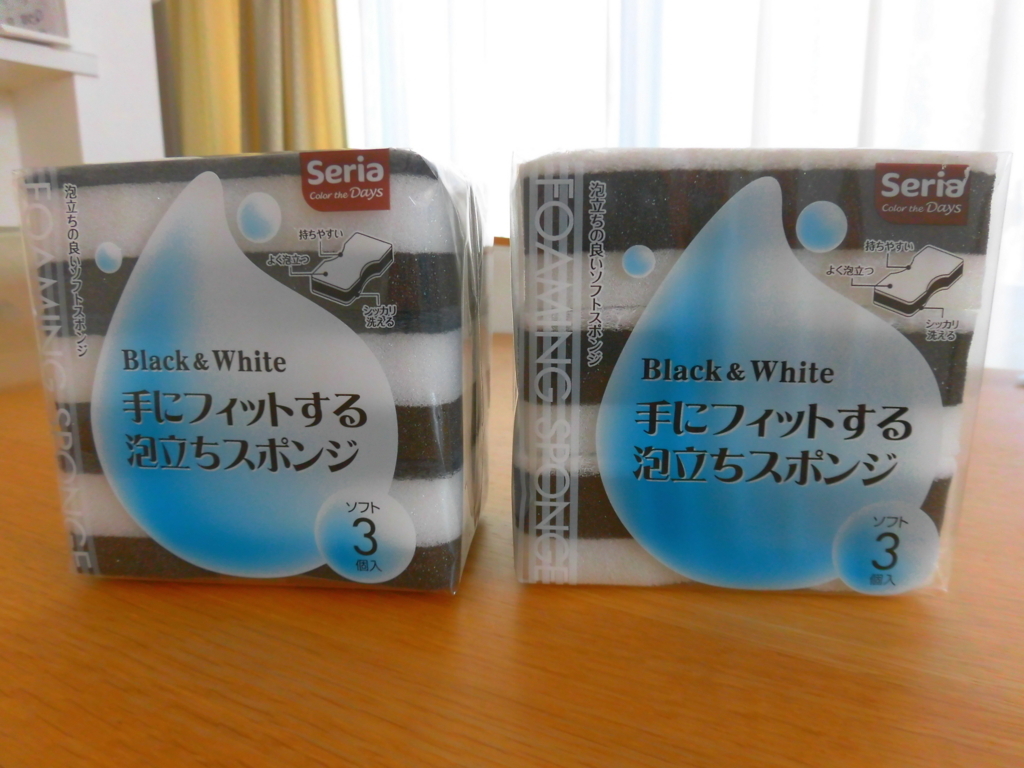 Seria
Color the Days
FOAMING SPONGE
泡立ちの良いソフトスポンジ
持ちやすい
よく泡立つ
シッカリ
洗える
Black & White
手にフィットする
泡立ちスポンジ
ソフト
3
個入
Seria
Color the Days
FOAMING SPONGE
泡立ちの良いソフトスポンジ
持ちやすい
よく泡立つ
シッカリ
洗える
Black & White
手にフィットする
泡立ちスポンジ
ソフト
3
個入